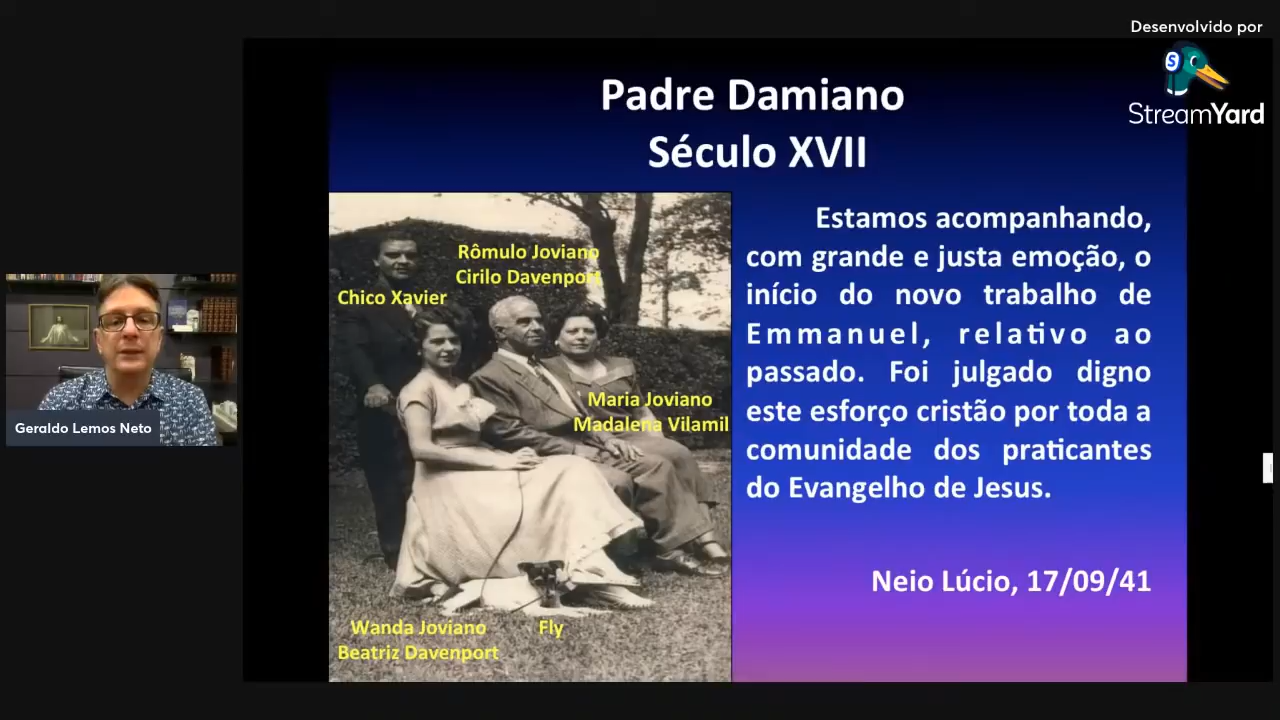 Desenvolvido por
StreamYard
Padre Damiano
Século XVII
Rômulo Joviano
Cirilo Davenport
Chico Xavier
Maria Joviano
Madalena Vilamil
Wanda Joviano
Beatriz Davenport
Fly
Estamos acompanhando,
com grande e justa emoção, o
início do novo trabalho de
Emmanuel, relativo ao
passado. Foi julgado digno
este esforço cristão por toda a
comunidade dos praticantes
do Evangelho de Jesus.
Neio Lúcio, 17/09/41
Geraldo Lemos Neto